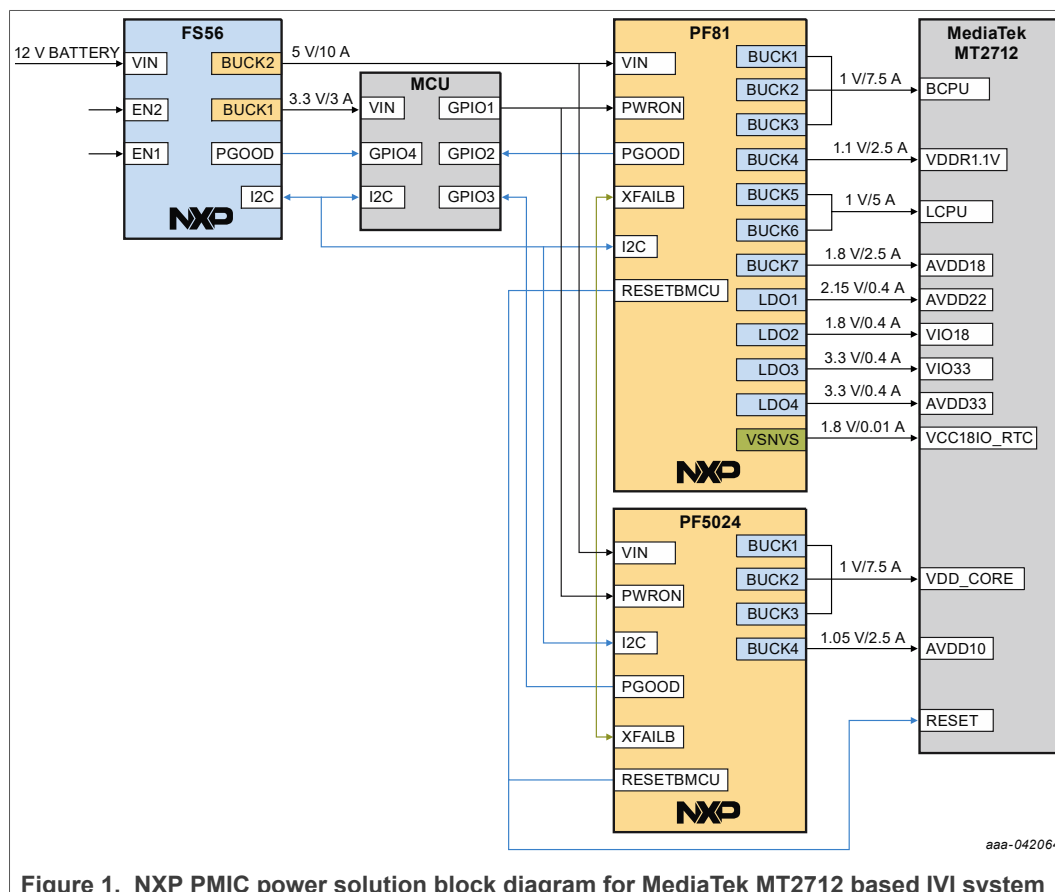 FS56
12 V BATTERY
VIN
EN2
EN1
BUCK2
BUCK1
PGOOD
I2C
NXP
5 V/10 A
3.3 V/3 A
MCU
VIN
GPIO4
I2C
GPIO1
GPIO2
GPIO3
PF81
VIN
PWRON
PGOOD
XFAILB
I2C
RESETBMCU
BUCK1
BUCK2
BUCK3
BUCK4
BUCK5
BUCK6
BUCK7
LDO1
LDO2
LDO3
LDO4
VSNVS
NXP
1 V/7.5 A
1.1 V/2.5 A
1 V/5 A
1.8 V/2.5 A
2.15 V/0.4 A
1.8 V/0.4 A
3.3 V/0.4 A
3.3 V/0.4 A
1.8 V/0.01 A
MediaTek
MT2712
BCPU
VDDR1.1V
LCPU
AVDD18
AVDD22
VIO18
VIO33
AVDD33
VCC18IO_RTC
VDD_CORE
AVDD10
RESET
PF5024
VIN
PWRON
I2C
PGOOD
XFAILB
RESETBMCU
BUCK1
BUCK2
BUCK3
BUCK4
NXP
1 V/7.5 A
1.05 V/2.5 A
aaa-042064
Figure 1. NXP PMIC power solution block diagram for MediaTek MT2712 based IVI system